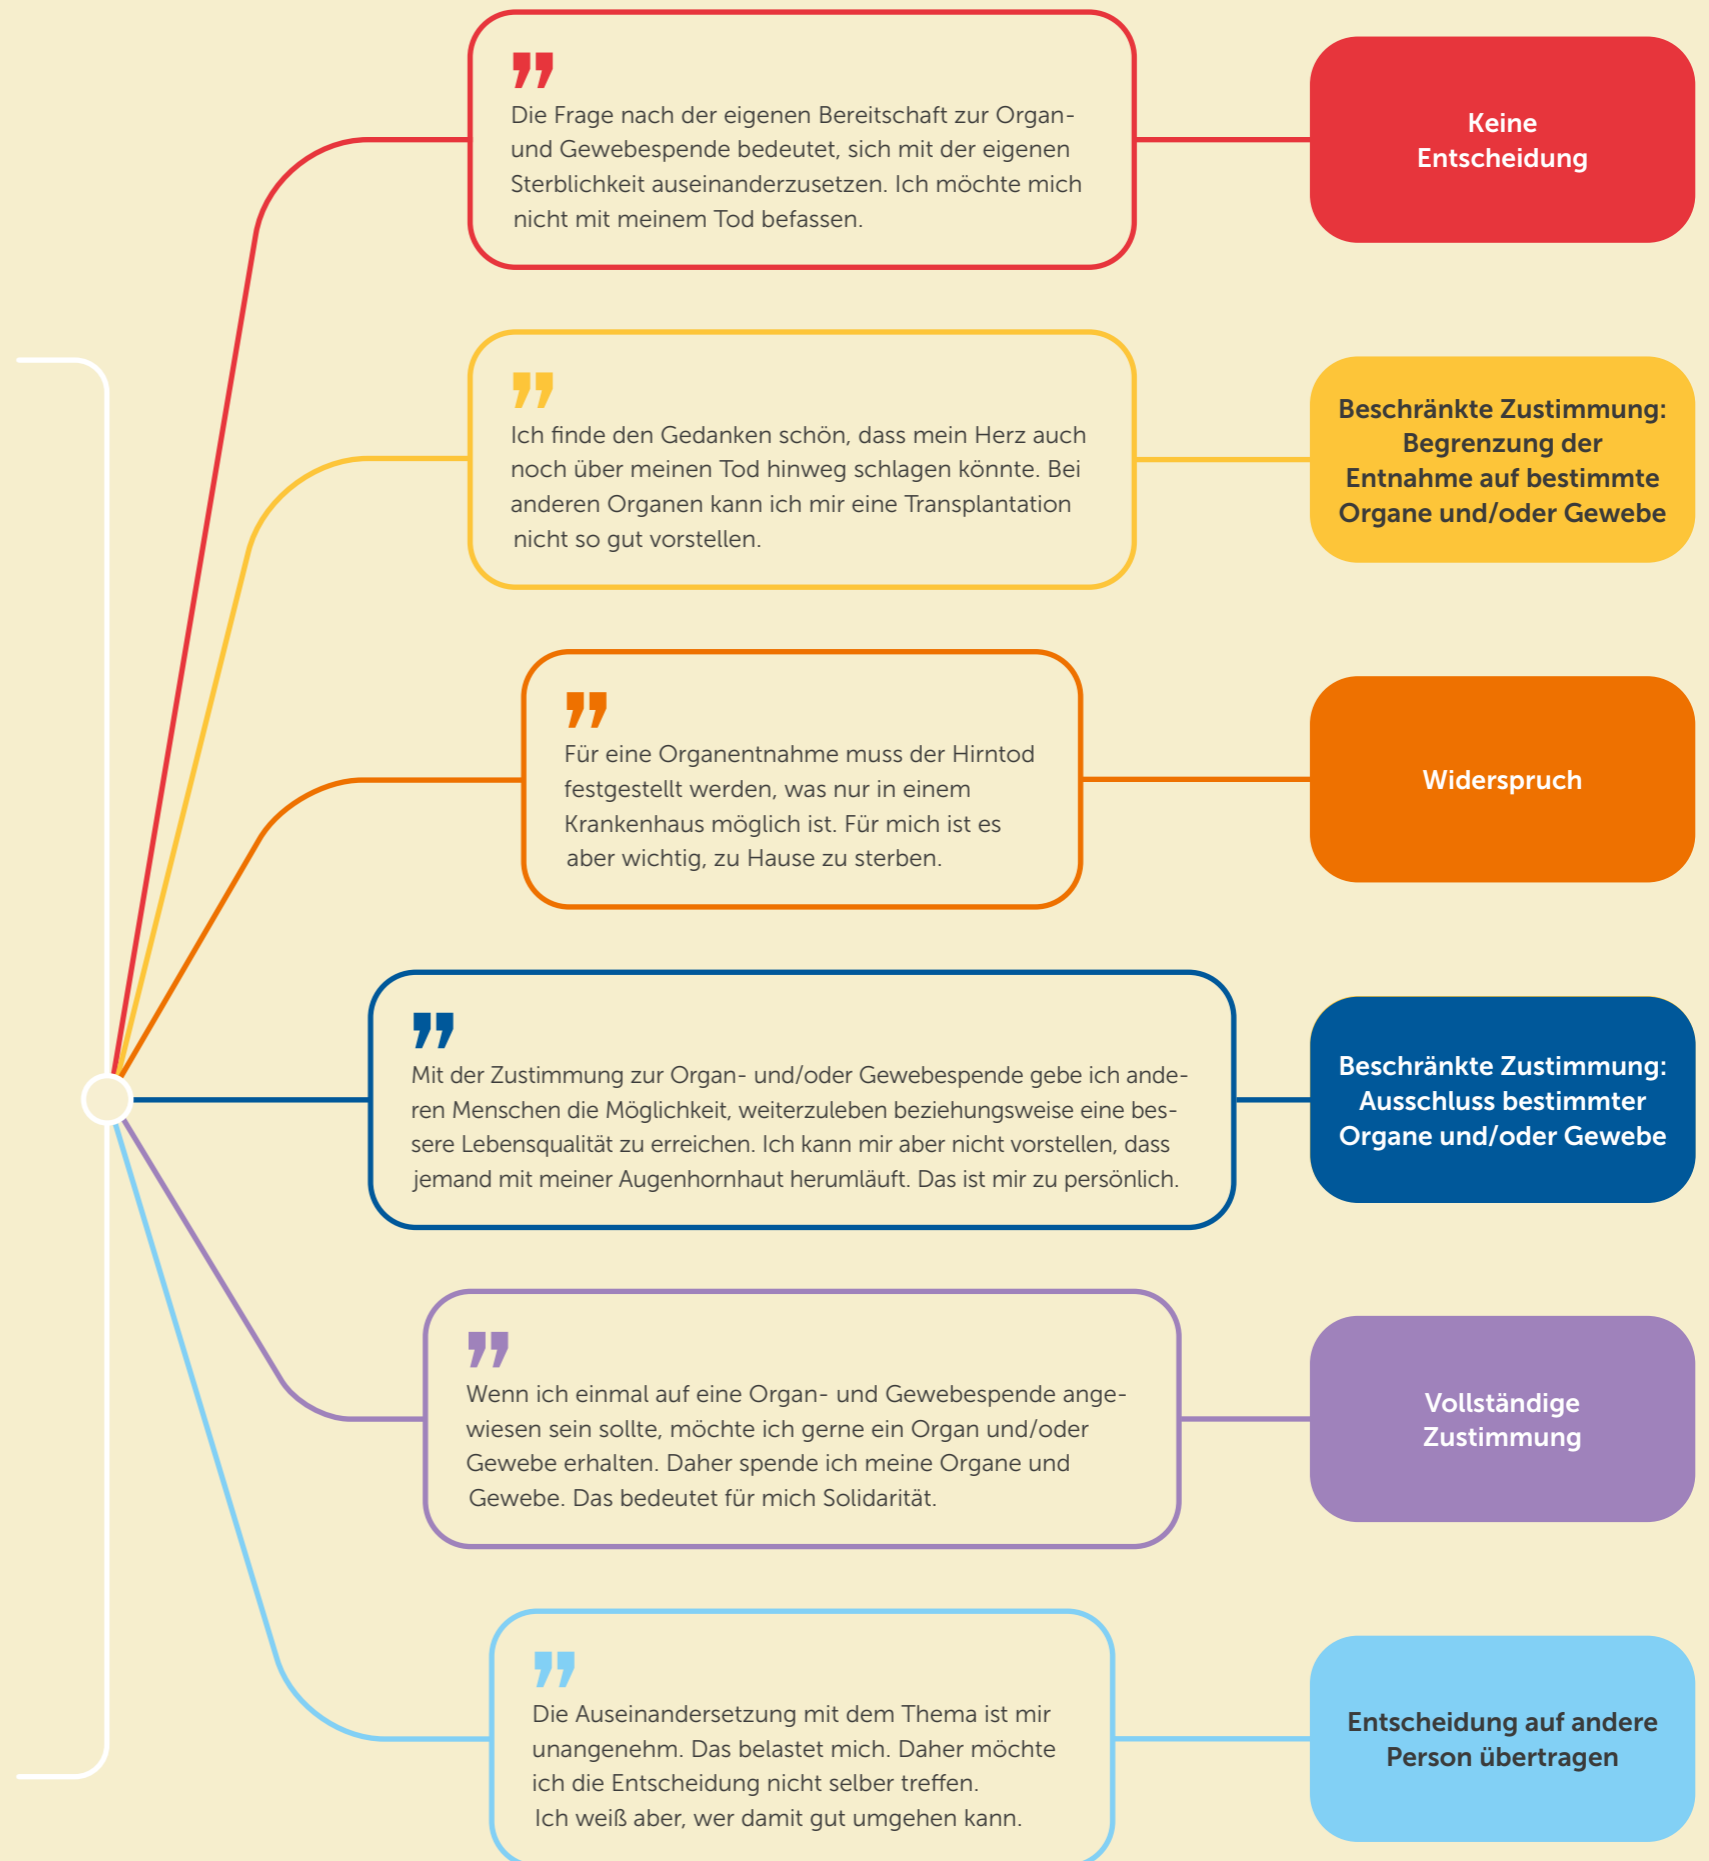 ”
Die Frage nach der eigenen Bereitschaft zur Organ-
und Gewebespende bedeutet, sich mit der eigenen
Sterblichkeit auseinanderzusetzen. Ich möchte mich
nicht mit meinem Tod befassen.
Keine
Entscheidung
”
Ich finde den Gedanken schön, dass mein Herz auch
noch über meinen Tod hinweg schlagen könnte. Bei
anderen Organen kann ich mir eine Transplantation
nicht so gut vorstellen.
Beschränkte Zustimmung:
Begrenzung der
Entnahme auf bestimmte
Organe und/oder Gewebe
”
Für eine Organentnahme muss der Hirntod
festgestellt werden, was nur in einem
Krankenhaus möglich ist. Für mich ist es
aber wichtig, zu Hause zu sterben.
Widerspruch
”
Mit der Zustimmung zur Organ- und/oder Gewebespende gebe ich ande-
ren Menschen die Möglichkeit, weiterzuleben beziehungsweise eine bes-
sere Lebensqualität zu erreichen. Ich kann mir aber nicht vorstellen, dass
jemand mit meiner Augenhornhaut herumläuft. Das ist mir zu persönlich.
Beschränkte Zustimmung:
Ausschluss bestimmter
Organe und/oder Gewebe
”
Wenn ich einmal auf eine Organ- und Gewebespende ange-
wiesen sein sollte, möchte ich gerne ein Organ und/oder
Gewebe erhalten. Daher spende ich meine Organe und
Gewebe. Das bedeutet für mich Solidarität.
Vollständige
Zustimmung
”
Die Auseinandersetzung mit dem Thema ist mir
unangenehm. Das belastet mich. Daher möchte
ich die Entscheidung nicht selber treffen.
Ich weiß aber, wer damit gut umgehen kann.
Entscheidung auf andere
Person übertragen